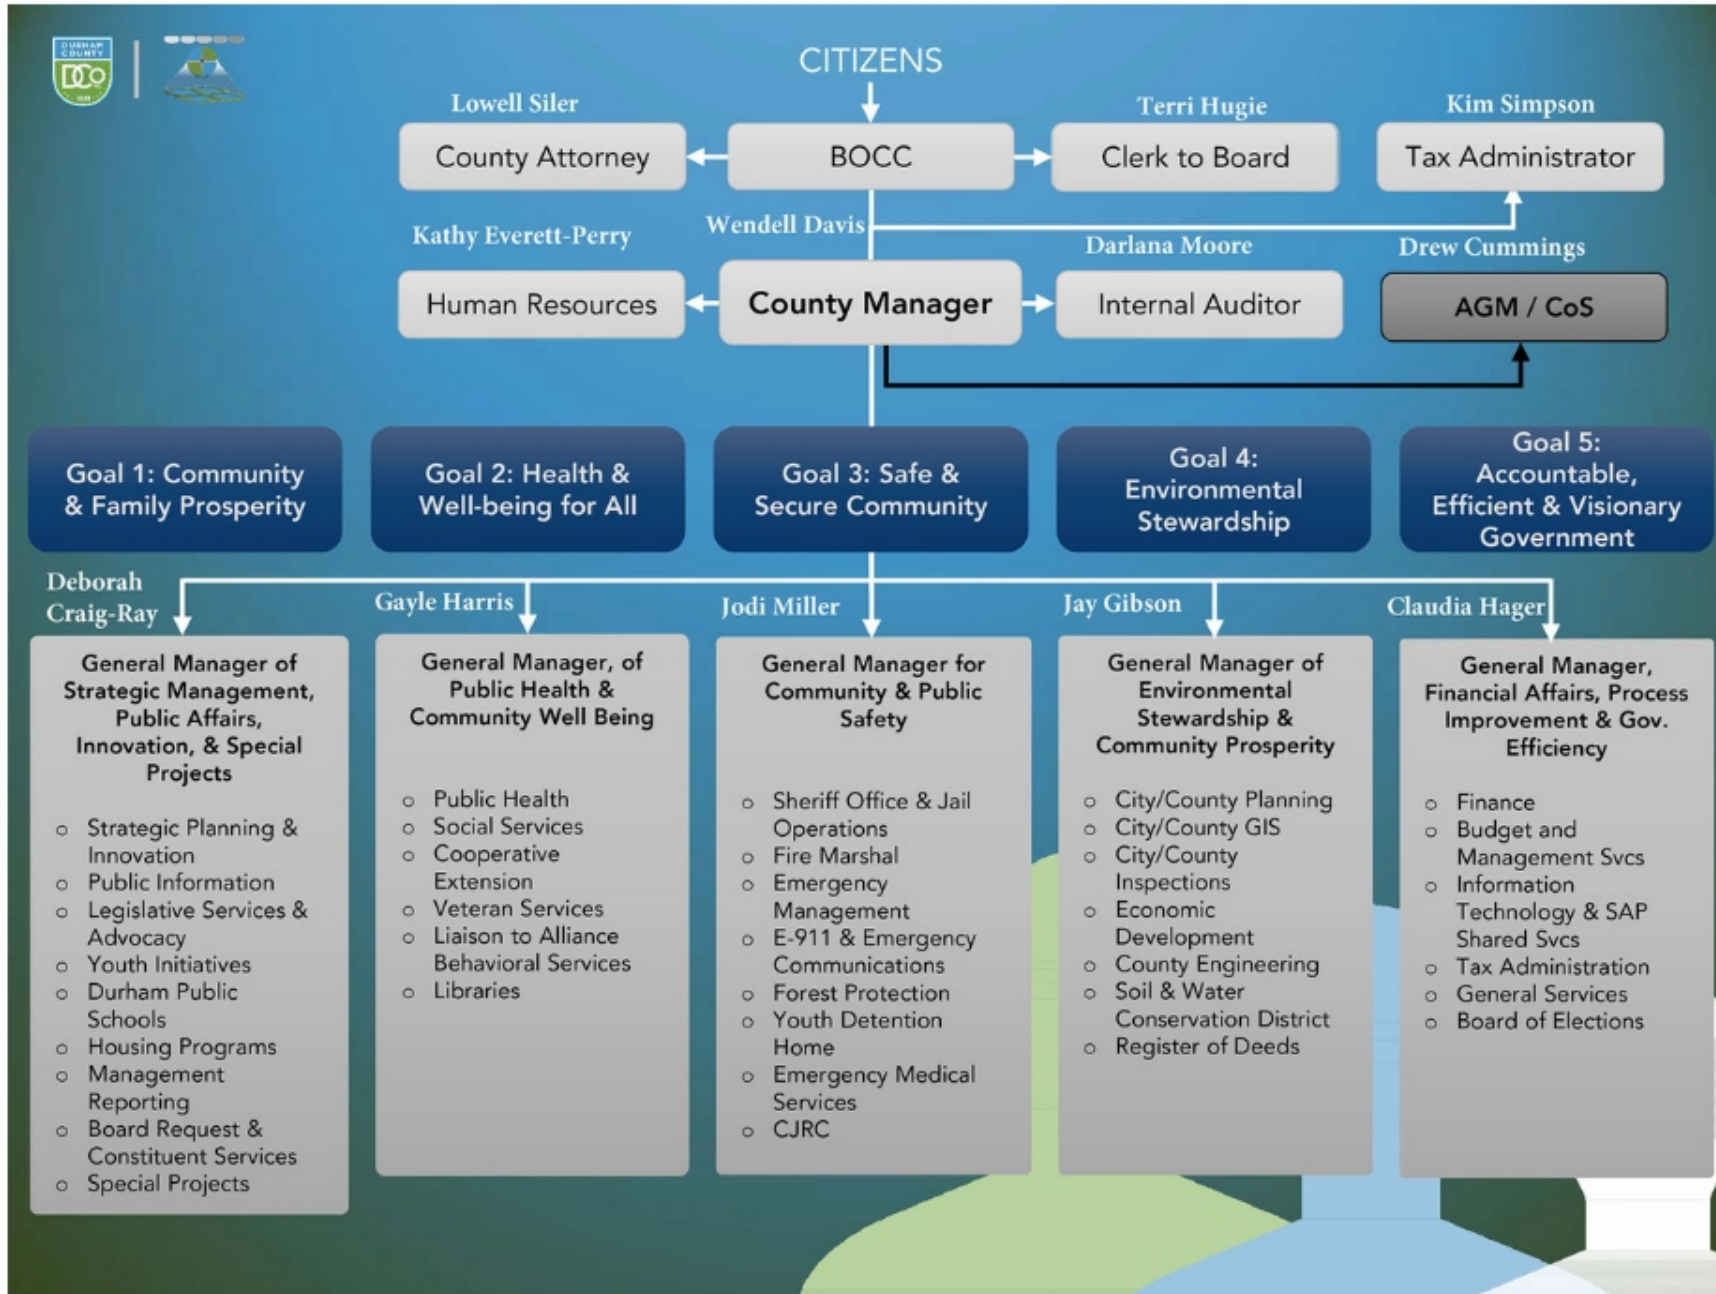 DURHAM
COUNTY
DCo
CITIZENS
Lowell Siler
Terri Hugie
Kim Simpson
County Attorney
BOCC
Clerk to Board
Tax Administrator
Kathy Everett-Perry
Wendell Davis
Darlana Moore
Drew Cummings
Human Resources
County Manager
Internal Auditor
AGM / CoS
Goal 1: Community
& Family Prosperity
Goal 2: Health &
Well-being for All
Goal 3: Safe &
Secure Community
Goal 4:
Environmental
Stewardship
Goal 5:
Accountable,
Efficient & Visionary
Government
Deborah
Craig-Ray
General Manager of
Strategic Management,
Public Affairs,
Innovation, & Special
Projects
o Strategic Planning &
Innovation
o Public Information
o Legislative Services &
Advocacy
o Youth Initiatives
o Durham Public
Schools
o Housing Programs
o Management
Reporting
o Board Request &
Constituent Services
o Special Projects
Gayle Harris
General Manager, of
Public Health &
Community Well Being
o Public Health
o Social Services
o Cooperative
Extension
o Veteran Services
o Liaison to Alliance
Behavioral Services
o Libraries
Jodi Miller
General Manager for
Community & Public
Safety
o Sheriff Office & Jail
Operations
o Fire Marshal
o Emergency
Management
o E-911 & Emergency
Communications
o Forest Protection
o Youth Detention
Home
o Emergency Medical
Services
o CJRC
Jay Gibson
General Manager of
Environmental
Stewardship &
Community Prosperity
o City/County Planning
o City/County GIS
o City/County
Inspections
o Economic
Development
o County Engineering
o Soil & Water
Conservation District
o Register of Deeds
Claudia Hager
General Manager,
Financial Affairs, Process
Improvement & Gov.
Efficiency
o Finance
o Budget and
Management Svcs
o Information
Technology & SAP
Shared Svcs
o Tax Administration
o General Services
o Board of Elections